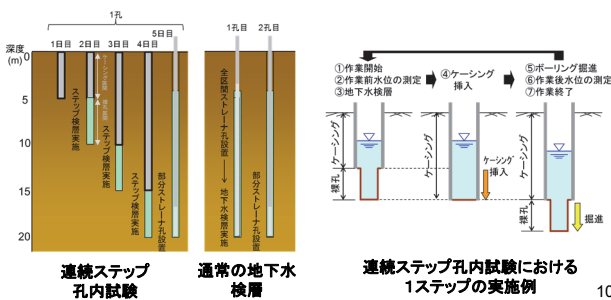 1孔
深度
(m)
0
5
10
15
20
1日目
2日目
3日目
4日目
5日目
ケーシング区間
裸孔区間
ステップ検層実施
ステップ検層実施
ステップ検層実施
部分ストレーナ孔設置
連続ステップ
孔内試験
1孔目
2孔目
全区間ストレーナ孔設置
地下水検層実施
部分ストレーナ孔設置
通常の地下水
検層
①作業開始
②作業前水位の測定
③地下水検層
④ケーシング
挿入
⑤ボーリング掘進
⑥作業後水位の測定
⑦作業終了
ケーシング
裸孔
ケーシング
ケーシング
挿入
ケーシング
裸孔
掘進
連続ステップ孔内試験における
1ステップの実施例
10